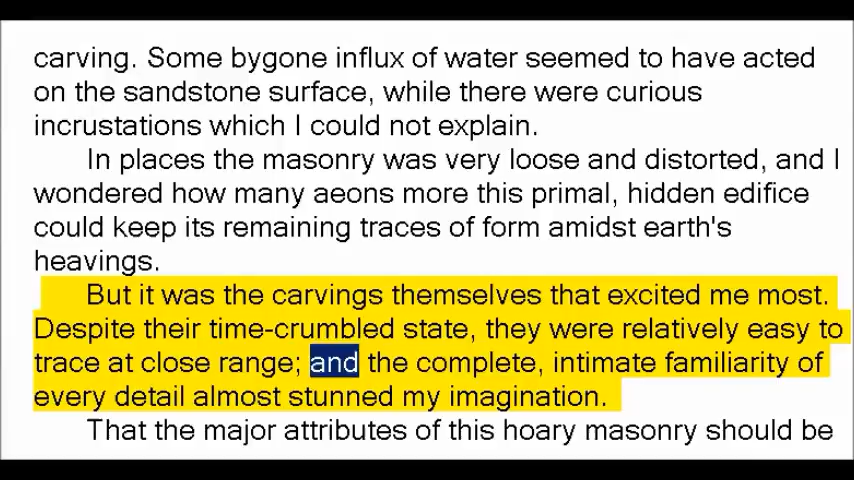 carving. Some bygone influx of water seemed to have acted
on the sandstone surface, while there were curious
incrustations which I could not explain.
In places the masonry was very loose and distorted, and I
wondered how many aeons more this primal, hidden edifice
could keep its remaining traces of form amidst earth's
heavings.
But it was the carvings themselves that excited me most.
Despite their time-crumbled state, they were relatively easy to
trace at close range; and the complete, intimate familiarity of
every detail almost stunned my imagination.
That the major attributes of this hoary masonry should be